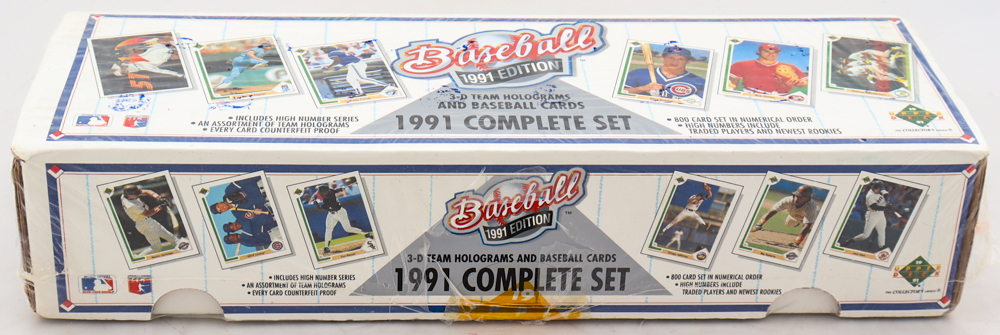 Baseball
1991 EDITION
3-D TEAM HOLOGRAMS
AND BASEBALL CARDS
1991 COMPLETE SET
• INCLUDES HIGH NUMBER SERIES
• AN ASSORTMENT OF TEAM HOLOGRAMS
• EVERY CARD COUNTERFEIT PROOF
• 800 CARD SET IN NUMERICAL ORDER
• HIGH NUMBERS INCLUDE
TRADED PLAYERS AND NEWEST ROOKIES
Baseball
1991 EDITION
TM
3-D TEAM HOLOGRAMS AND BASEBALL CARDS
1991 COMPLETE SET
• INCLUDES HIGH NUMBER SERIES
• AN ASSORTMENT OF TEAM HOLOGRAMS
• EVERY CARD COUNTERFEIT PROOF
• 800 CARD SET IN NUMERICAL ORDER
• HIGH NUMBERS INCLUDE
TRADED PLAYERS AND NEWEST ROOKIES